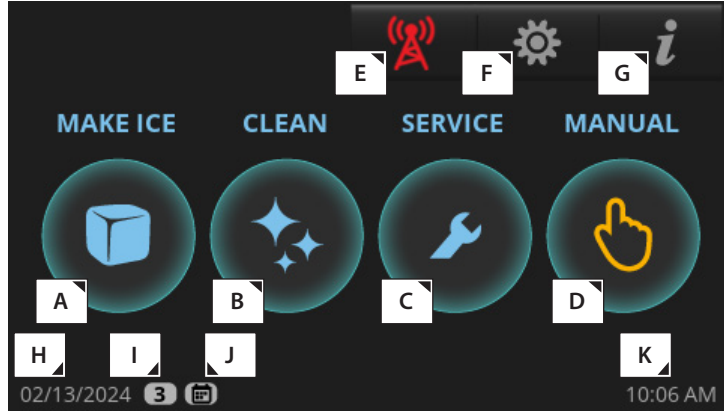 E F G
MAKE ICE CLEAN SERVICE MANUAL
A B C D
H I J K
02/13/2024 3 10:06 AM